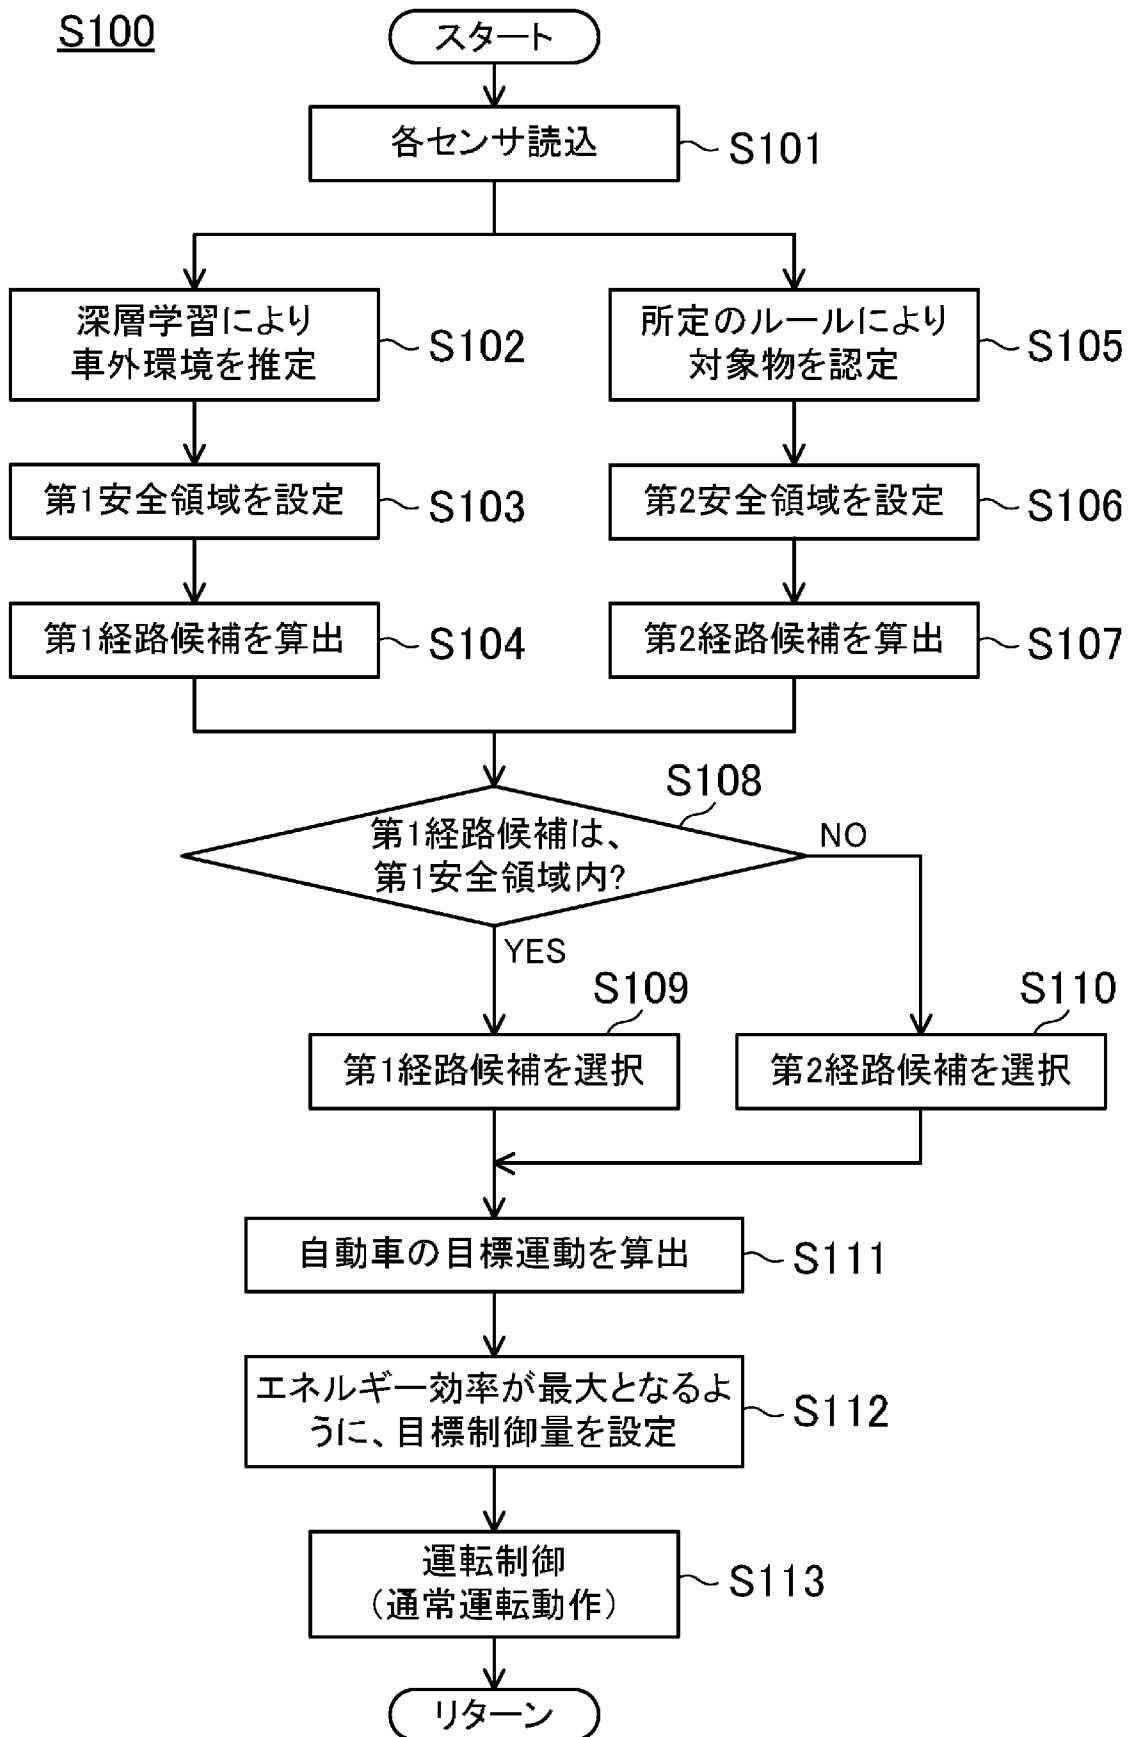 S100
スタート
各センサ読込
S101
深層学習により
車外環境を推定
S102
所定のルールにより
対象物を認定
S105
第1安全領域を設定
S103
第2安全領域を設定
S106
第1経路候補を算出
S104
第2経路候補を算出
S107
S108
第1経路候補は、
第1安全領域内?
NO
YES
S109
第1経路候補を選択
S110
第2経路候補を選択
自動車の目標運動を算出
S111
エネルギー効率が最大となるよ
うに、目標制御量を設定
S112
運転制御
(通常運転動作)
S113
リターン